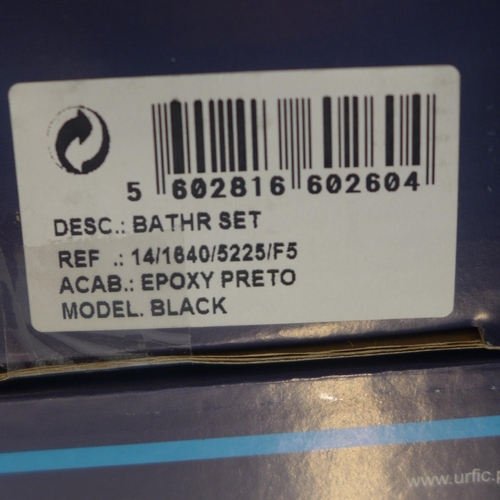 5 602816 602604
DESC.: BATHR SET
REF .: 14/1640/5225/F5
ACAB.: EPOXY PRETO
MODEL. BLACK
www.urfic.p